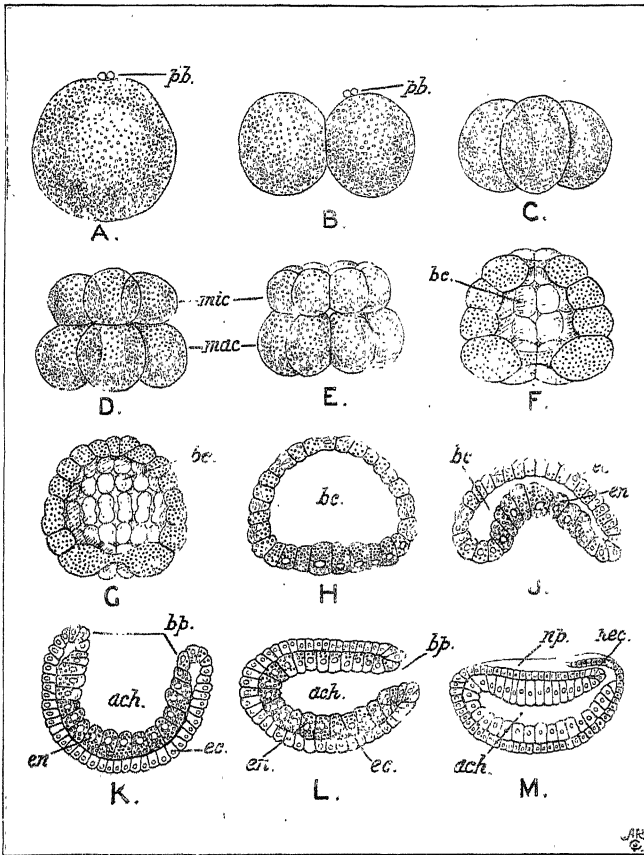 pb.
pb.
A.
B.
C.
mic
mac
bc.
D.
E.
F.
bc.
bc.
bc
ec.
en
G
H
J.
bp.
ach.
en
ec.
bp.
ach.
en.
ec.
np.
nec.
ach.
K.
L.
M.